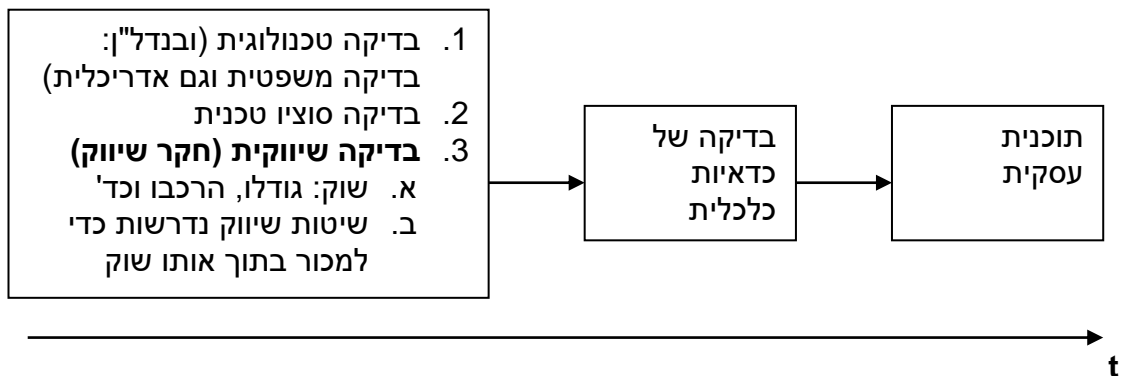 1. בדיקה טכנולוגית (ובנדל"ן:
בדיקה משפטית וגם אדריכלית)
2. בדיקה סוציו טכנית
3. בדיקה שיווקית (חקר שיווק)
א. שוק: גודלו, הרכבו וכד'
ב. שיטות שיווק נדרשות כדי
למכור בתוך אותו שוק
בדיקה של
כדאיות
כלכלית
תוכנית
עסקית
t